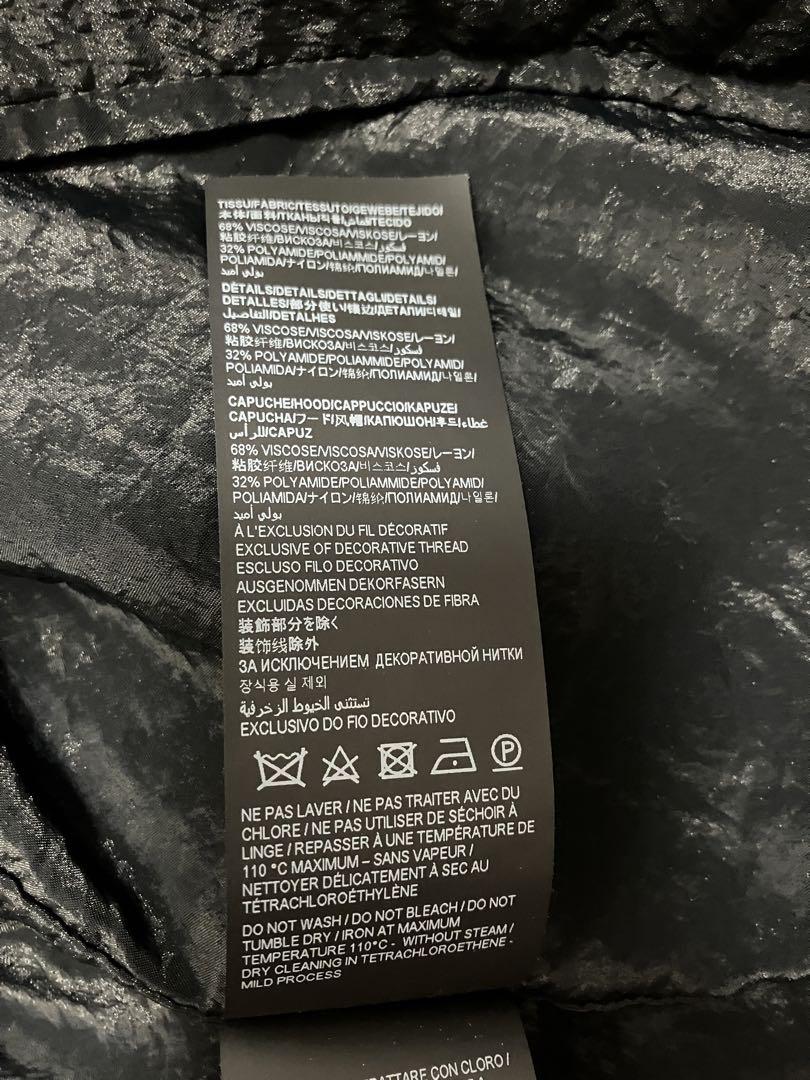 TISSU/FABRIC/TESSUTO/GEWEBE/TEJIDO/
本体/面料/ТКАНЬ/직물/قماش/TECIDO
68% VISCOSE/VISCOSA/VISKOSE/レーヨン/
粘胶纤维/ВИСКОЗА/비스코스/فسكوز
32% POLYAMIDE/POLIAMMIDE/POLYAMID/
POLIAMIDA/ナイロン/锦纶/ПОЛИАМИД/나일론/
بولي أميد
DÉTAILS/DETAILS/DETTAGLI/DETAILS/
DETALLES/部分使い/镶边/ДЕТАЛИ/디테일/
التفاصيل/DETALHES
68% VISCOSE/VISCOSA/VISKOSE/レーヨン/
粘胶纤维/ВИСКОЗА/비스코스/فسكوز
32% POLYAMIDE/POLIAMMIDE/POLYAMID/
POLIAMIDA/ナイロン/锦纶/ПОЛИАМИД/나일론/
بولي أميد
CAPUCHE/HOOD/CAPPUCCIO/KAPUZE/
CAPUCHA/フード/风帽/КАПЮШОН/후드/غطاء
للرأس/CAPUZ
68% VISCOSE/VISCOSA/VISKOSE/レーヨン/
粘胶纤维/ВИСКОЗА/비스코스/فسكوز
32% POLYAMIDE/POLIAMMIDE/POLYAMID/
POLIAMIDA/ナイロン/锦纶/ПОЛИАМИД/나일론/
بولي أميد
À L'EXCLUSION DU FIL DÉCORATIF
EXCLUSIVE OF DECORATIVE THREAD
ESCLUSO FILO DECORATIVO
AUSGENOMMEN DEKORFASERN
EXCLUIDAS DECORACIONES DE FIBRA
装飾部分を除く
装饰线除外
ЗА ИСКЛЮЧЕНИЕМ ДЕКОРАТИВНОЙ НИТКИ
장식용 실 제외
تستثنى الخيوط الزخرفية
EXCLUSIVO DO FIO DECORATIVO
P
NE PAS LAVER / NE PAS TRAITER AVEC DU
CHLORE / NE PAS UTILISER DE SÉCHOIR À
LINGE / REPASSER À UNE TEMPÉRATURE DE
110 °C MAXIMUM – SANS VAPEUR /
NETTOYER DÉLICATEMENT À SEC AU
TÉTRACHLOROÉTHYLÈNE
DO NOT WASH / DO NOT BLEACH / DO NOT
TUMBLE DRY / IRON AT MAXIMUM
TEMPERATURE 110°C - WITHOUT STEAM /
DRY CLEANING IN TETRACHLOROETHENE -
MILD PROCESS
TRATTARE CON CLORO /